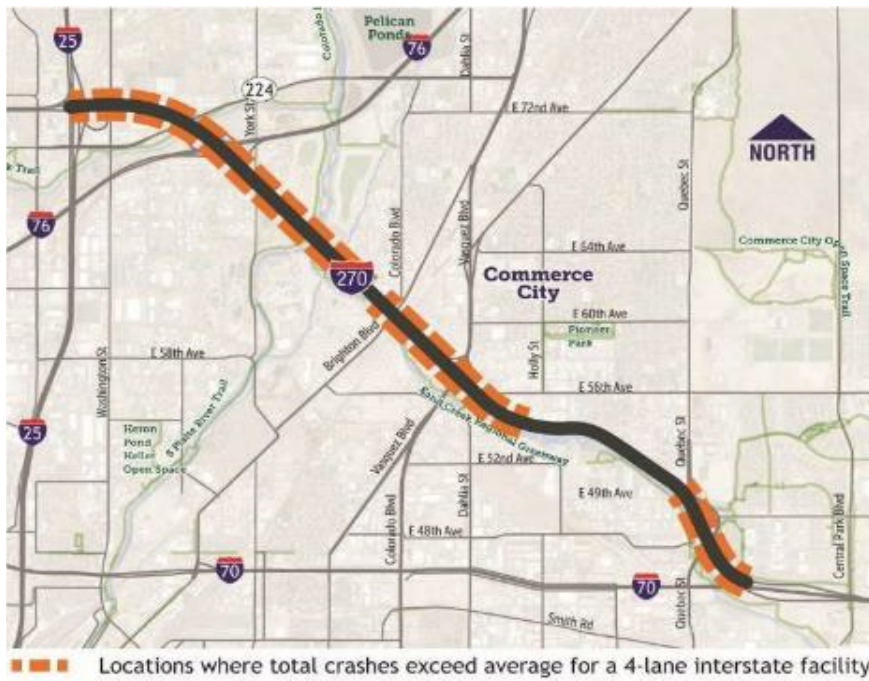 25
Pelican
Ponds
76
Colorado
Dahlia St
224
York St
E 72nd Ave
NORTH
Trail
Quebec St
76
Colorado Blvd
Vasquez Blvd
E 64th Ave
Commerce City Open Space Trail
270
Commerce
City
E 60th Ave
Pioneer
Park
Brighton Blvd
E 58th Ave
Washington St
Holly St
E 56th Ave
S Platte River Trail
Sand Creek Regional Greenway
25
Heron
Pond
Heller
Open Space
Vasquez Blvd
E 52nd Ave
Quebec St
Dahlia St
E 49th Ave
Colorado Blvd
E 48th Ave
Central Park Blvd
70
70
Quebec St
Smith Rd
Locations where total crashes exceed average for a 4-lane interstate facility